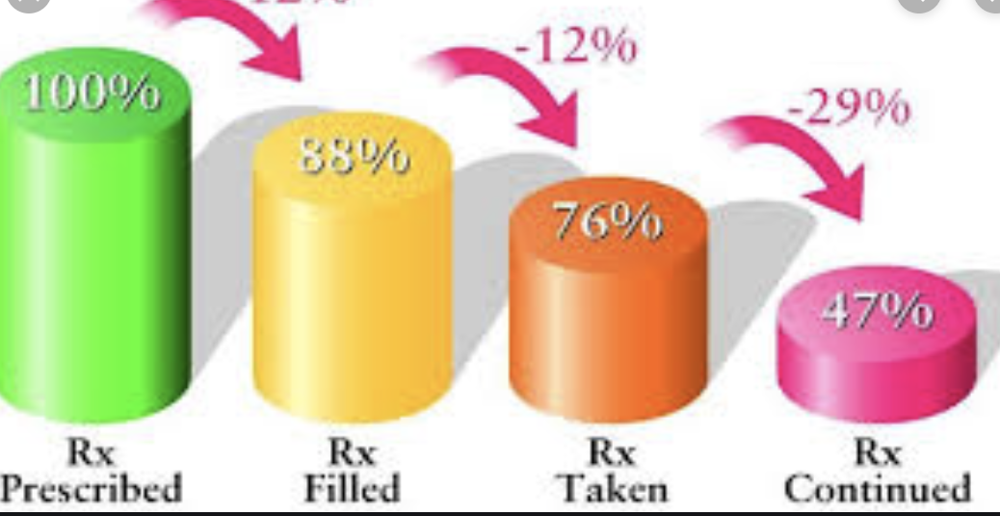 -12%
-29%
100%
88%
76%
47%
Rx
Prescribed
Rx
Filled
Rx
Taken
Rx
Continued